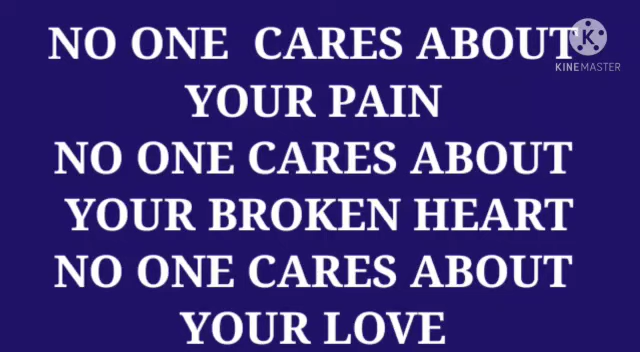 NO ONE CARES ABOUT
YOUR PAIN
NO ONE CARES ABOUT
YOUR BROKEN HEART
NO ONE CARES ABOUT
YOUR LOVE
K
KINEMASTER